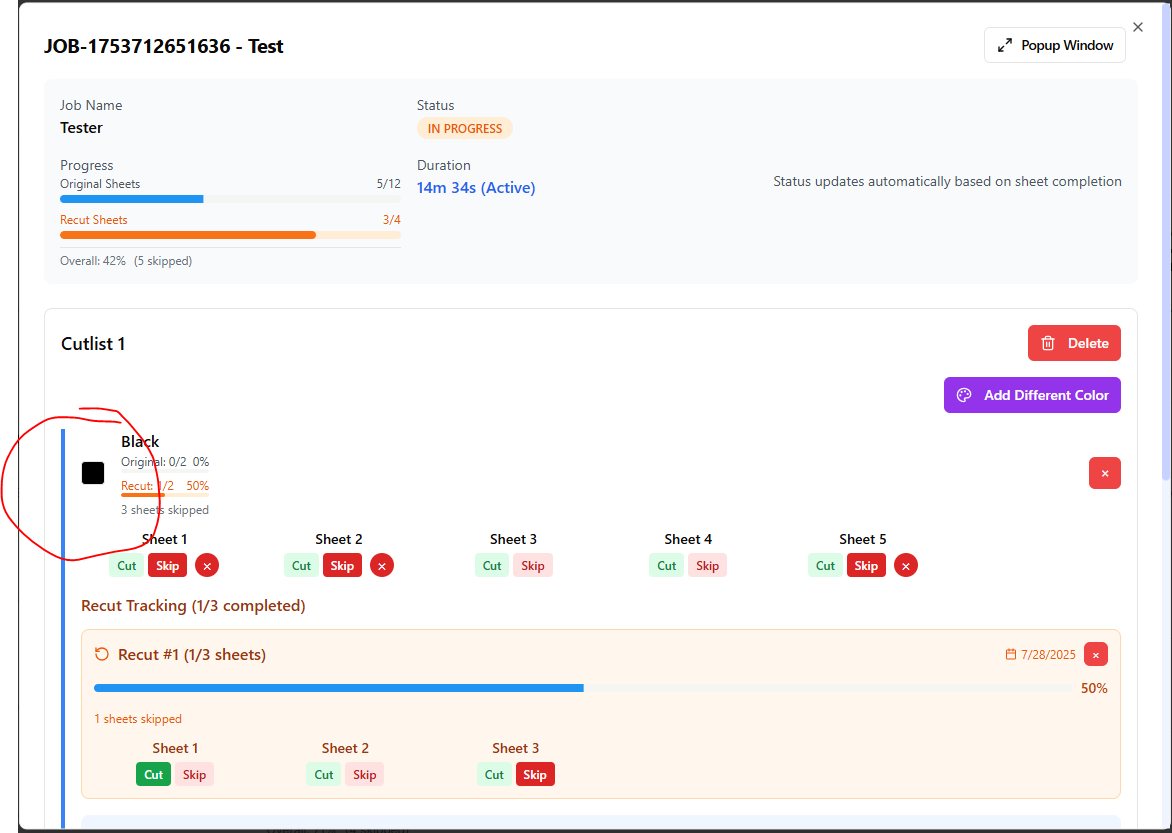 JOB-1753712651636 - Test
Popup Window
×
Job Name
Tester
Status
IN PROGRESS
Progress
Original Sheets 5/12
Recut Sheets 3/4
Overall: 42% (5 skipped)
Duration
14m 34s (Active)
Status updates automatically based on sheet completion
Cutlist 1
Delete
Add Different Color
Black
Original: 0/2 0%
Recut: 1/2 50%
3 sheets skipped
×
Sheet 1 Sheet 2 Sheet 3 Sheet 4 Sheet 5
Cut Skip × Cut Skip × Cut Skip Cut Skip Cut Skip ×
Recut Tracking (1/3 completed)
Recut #1 (1/3 sheets) 7/28/2025 ×
50%
1 sheets skipped
Sheet 1 Sheet 2 Sheet 3
Cut Skip Cut Skip Cut Skip